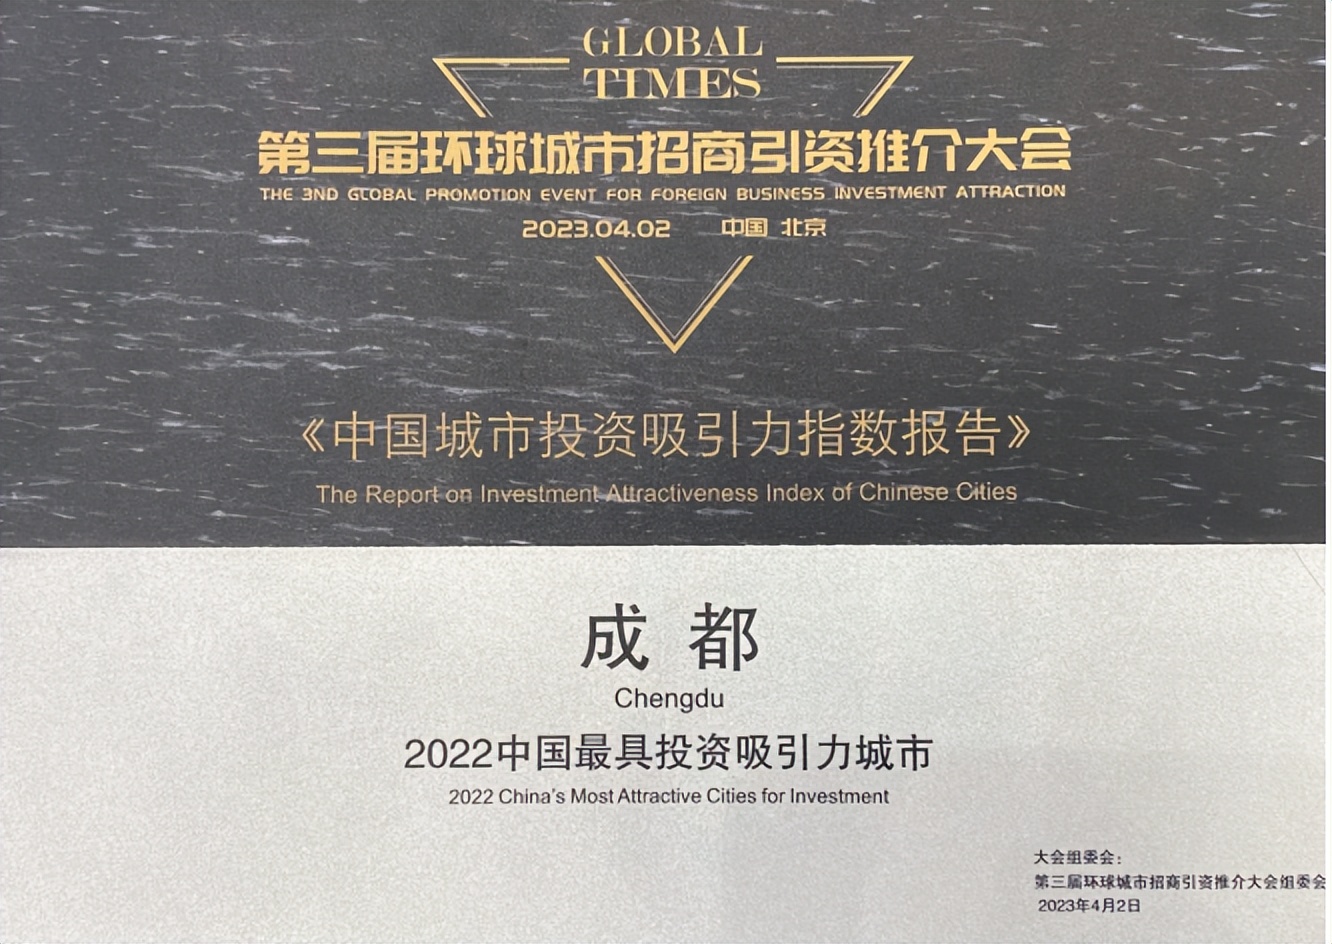 GLOBAL
TIMES
第三届环球城市招商引资推介大会
THE 3ND GLOBAL PROMOTION EVENT FOR FOREIGN BUSINESS INVESTMENT ATTRACTION
2023.04.02 中国 北京
《中国城市投资吸引力指数报告》
The Report on Investment Attractiveness Index of Chinese Cities
成 都
Chengdu
2022中国最具投资吸引力城市
2022 China's Most Attractive Cities for Investment
大会组委会：
第三届环球城市招商引资推介大会组委会
2023年4月2日